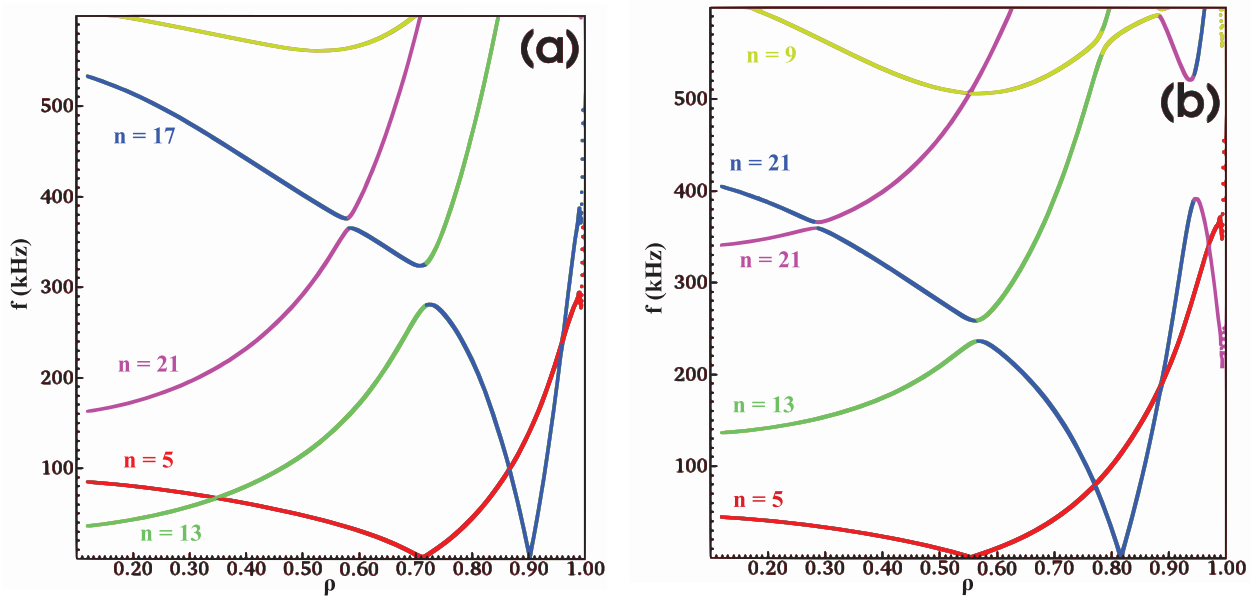 (a)
500
n = 17
400
f (kHz)
300
n = 21
200
n = 5
100
n = 13
0.20 0.30 0.40 0.50 0.60 0.70 0.80 0.90 1.00
ρ
n = 9
(b)
500
n = 21
400
n = 21
f (kHz)
300
200
n = 13
100
n = 5
0.20 0.30 0.40 0.50 0.60 0.70 0.80 0.90 1.00
ρ